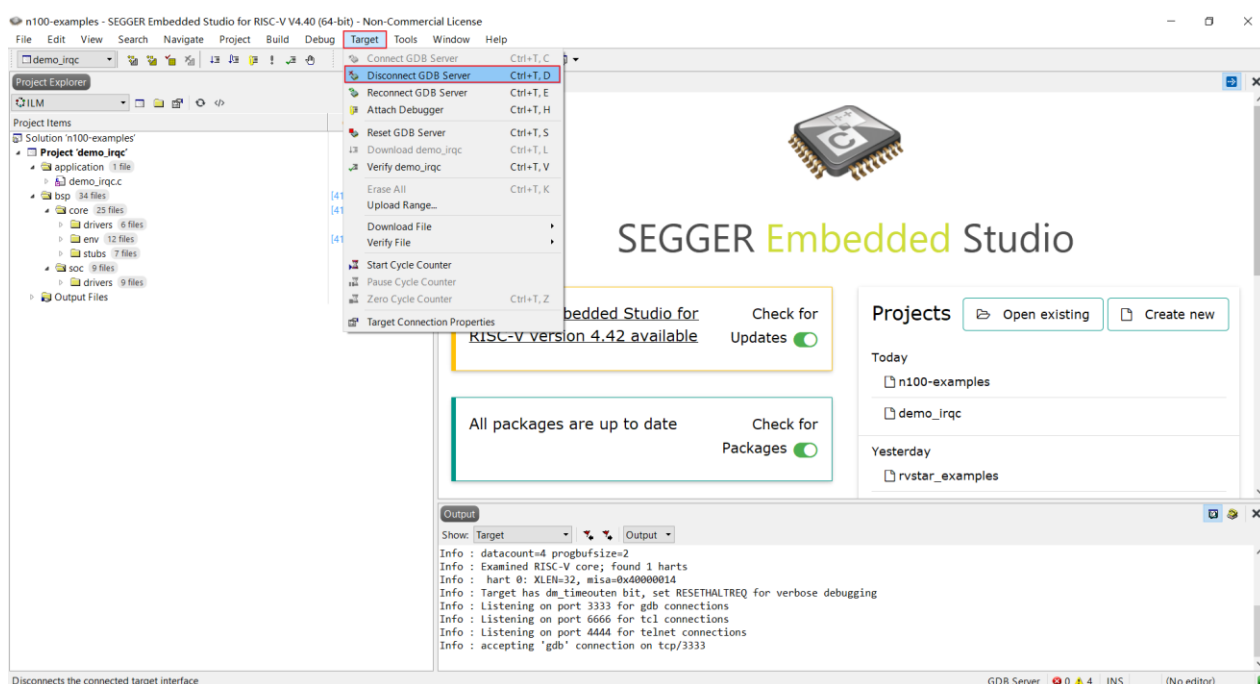 n100-examples - SEGGER Embedded Studio for RISC-V V4.40 (64-bit) - Non-Commercial License
File Edit View Search Navigate Project Build Debug Target Tools Window Help
demo_irqc
Connect GDB Server Ctrl+T, C
Disconnect GDB Server Ctrl+T, D
Reconnect GDB Server Ctrl+T, E
Attach Debugger Ctrl+T, H
Reset GDB Server Ctrl+T, S
Download demo_irqc Ctrl+T, L
Verify demo_irqc Ctrl+T, V
Erase All Ctrl+T, K
Upload Range...
Download File
Verify File
Start Cycle Counter
Pause Cycle Counter
Zero Cycle Counter Ctrl+T, Z
Target Connection Properties
Project Explorer
ILM
Project Items
Solution 'n100-examples'
Project 'demo_irqc'
application 1 file
demo_irqc.c
bsp 34 files [41
core 25 files [41
drivers 6 files
env 12 files [41
stubs 7 files
soc 9 files
drivers 9 files
Output Files
C
SEGGER Embedded Studio
bedded Studio for
RISC-V Version 4.42 available
Check for
Updates
All packages are up to date
Check for
Packages
Projects Open existing Create new
Today
n100-examples
demo_irqc
Yesterday
rvstar_examples
Output
Show: Target Output
Info : datacount=4 progbufsize=2
Info : Examined RISC-V core; found 1 harts
Info : hart 0: XLEN=32, misa=0x40000014
Info : Target has dm_timeouten bit, set RESETHALTREQ for verbose debugging
Info : Listening on port 3333 for gdb connections
Info : Listening on port 6666 for tcl connections
Info : Listening on port 4444 for telnet connections
Info : accepting 'gdb' connection on tcp/3333
Disconnects the connected target interface
GDB Server 0 4 INS (No editor)